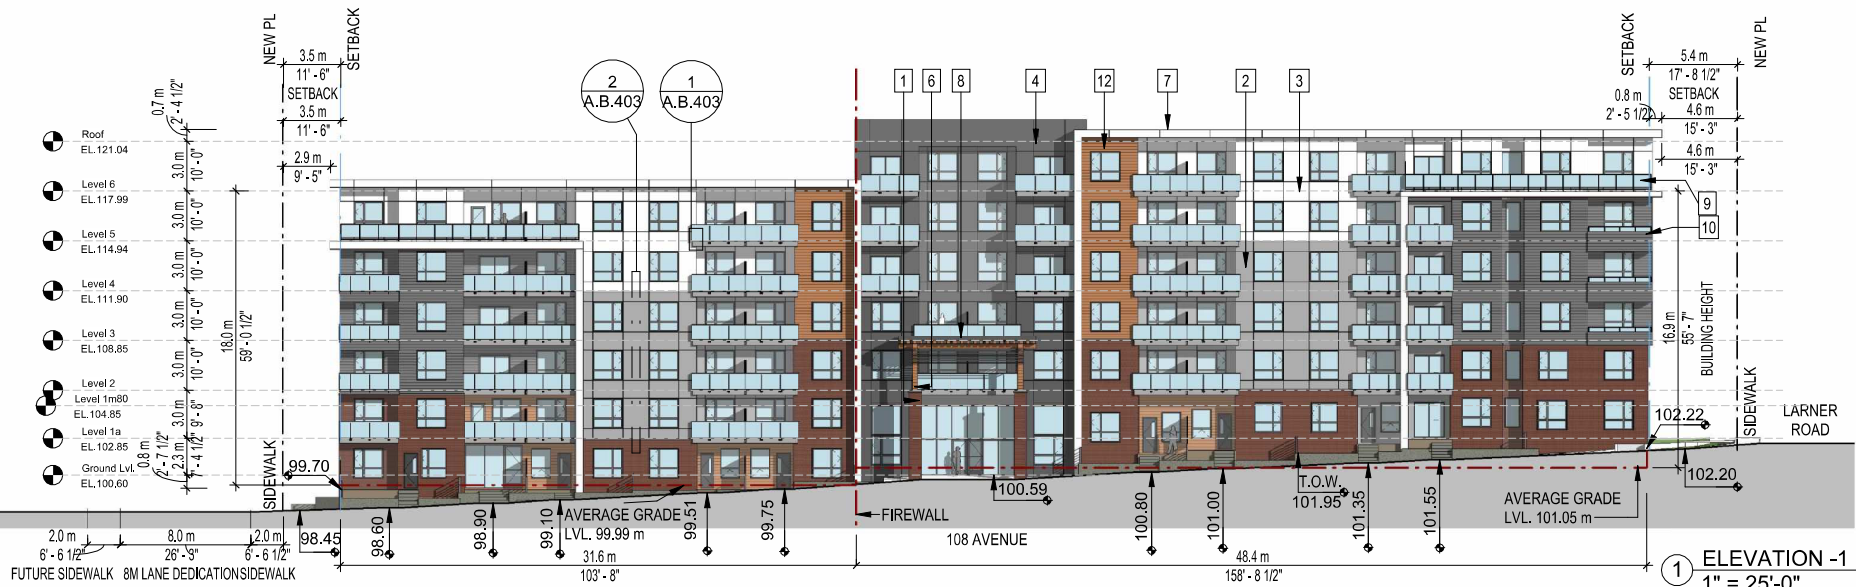 NEW PL
SETBACK
3.5 m
11' - 6"
SETBACK
3.5 m
11' - 6"
2.9 m
9' - 5"
0.7 m
2' - 4 1/2"
2
A.B.403
1
A.B.403
1
6
8
4
12
7
2
3
SETBACK
NEW PL
5.4 m
17' - 8 1/2"
SETBACK
0.8 m
2' - 5 1/2"
4.6 m
15' - 3"
4.6 m
15' - 3"
9
10
Roof
EL.121.04
Level 6
EL.117.99
Level 5
EL.114.94
Level 4
EL.111.90
Level 3
EL.108.85
Level 2
Level 1m80
EL.104.85
Level 1a
EL.102.85
Ground Lvl.
EL.100.60
3.0 m
10' - 0"
3.0 m
10' - 0"
3.0 m
10' - 0"
3.0 m
10' - 0"
3.0 m
10' - 0"
3.0 m
9' - 8"
2.3 m
7' - 4 1/2"
0.8 m
2' - 7 1/2"
18.0 m
59' - 0 1/2"
16.9 m
55' - 7"
BUILDING HEIGHT
SIDEWALK
SIDEWALK
LARNER
ROAD
102.22
102.20
99.70
98.45
98.60
98.90
99.10
AVERAGE GRADE
LVL. 99.99 m
99.51
99.75
FIREWALL
100.59
108 AVENUE
100.80
101.00
T.O.W.
101.95
101.35
101.55
AVERAGE GRADE
LVL. 101.05 m
2.0 m
6' - 6 1/2"
FUTURE SIDEWALK
8.0 m
26' - 3"
8M LANE DEDICATION
2.0 m
6' - 6 1/2"
SIDEWALK
31.6 m
103' - 8"
48.4 m
158' - 8 1/2"
1
ELEVATION -1
1" = 25'-0"